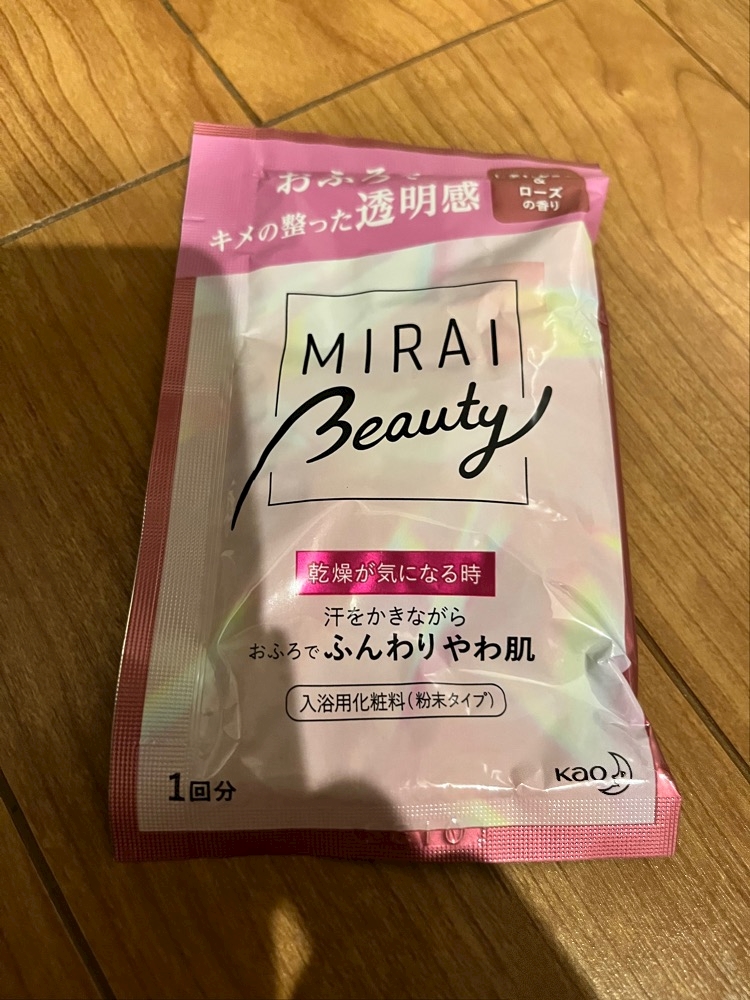 おふろで
キメの整った透明感
&
ローズ
の香り
MIRAI
Beauty
乾燥が気になる時
汗をかきながら
おふろでふんわりやわ肌
入浴用化粧料(粉末タイプ)
1回分
Kao